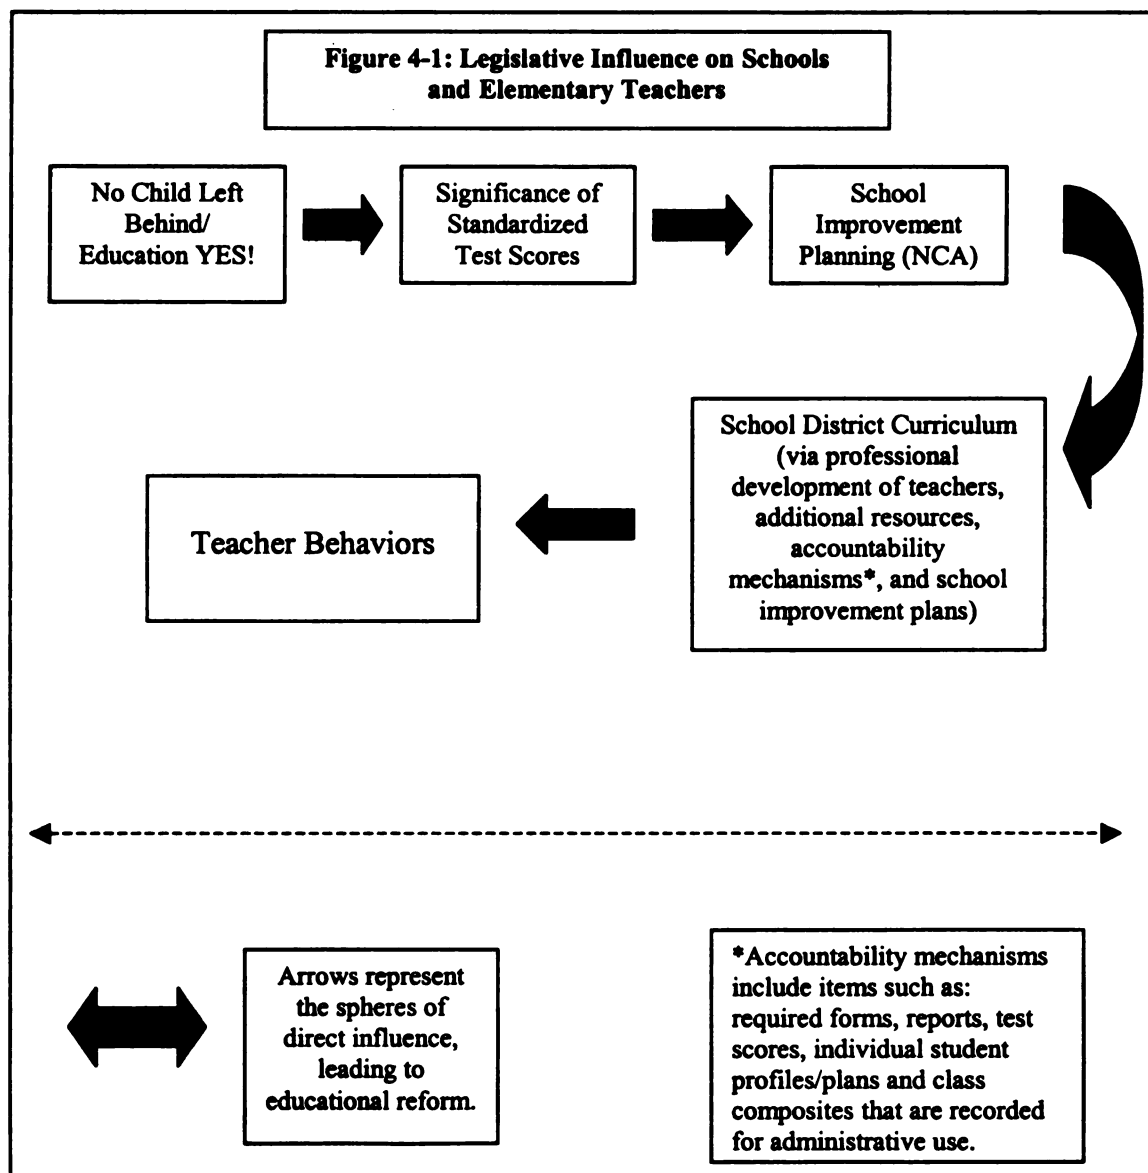 Figure 4-1: Legislative Influence on Schools
and Elementary Teachers
No Child Left
Behind/
Education YES!
Significance of
Standardized
Test Scores
School
Improvement
Planning (NCA)
School District Curriculum
(via professional
development of teachers,
additional resources,
accountability
mechanisms*, and school
improvement plans)
Teacher Behaviors
Arrows represent
the spheres of
direct influence,
leading to
educational reform.
*Accountability mechanisms
include items such as:
required forms, reports, test
scores, individual student
profiles/plans and class
composites that are recorded
for administrative use.